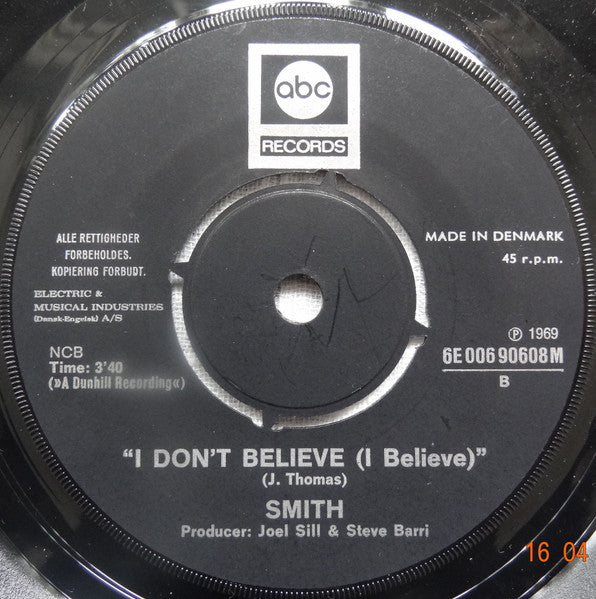 abc
RECORDS
ALLE RETTIGHEDER
FORBEHOLDES.
KOPIERING FORBUDT.
ELECTRIC &
MUSICAL INDUSTRIES
(Dansk-Engelsk) A/S
NCB
Time: 3'40
(»A Dunhill Recording«)
MADE IN DENMARK
45 r.p.m.
Ⓟ 1969
6E 006 90608 M
B
"I DON'T BELIEVE (I Believe)"
(J. Thomas)
SMITH
Producer: Joel Sill & Steve Barri
16 04